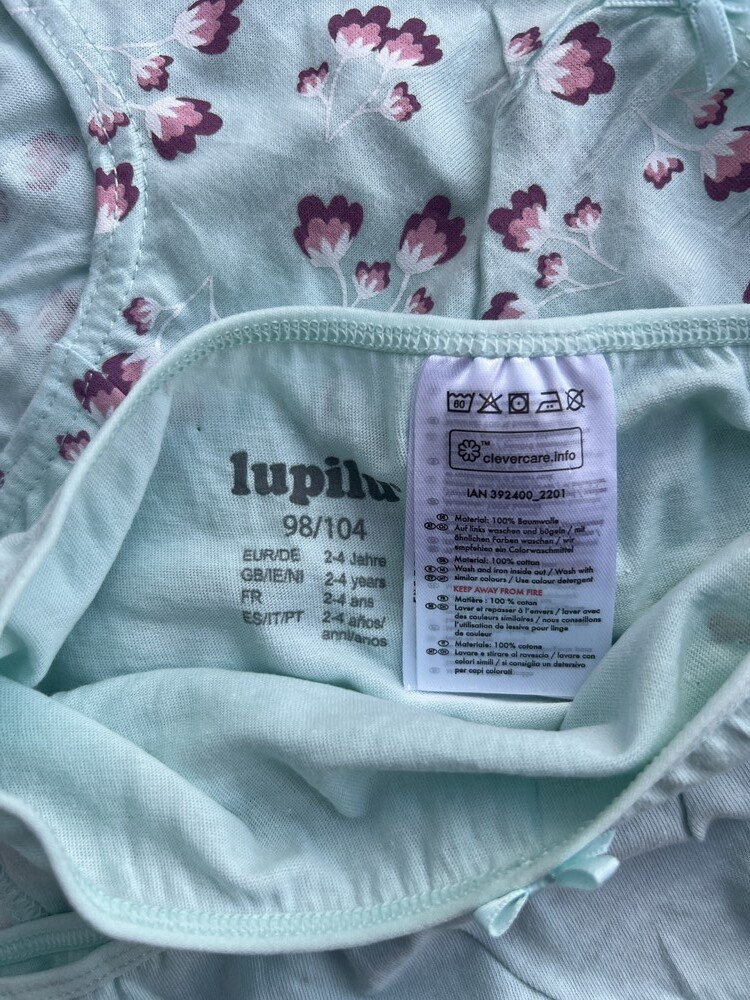 lupilu
98/104
EUR/DE 2-4 Jahre
GB/IE/NI 2-4 years
FR 2-4 ans
ES/IT/PT 2-4 años/
anni/anos
60
™
clevercare.info
IAN 392400_2201
Material: 100% Baumwolle
Auf links waschen und bügeln / mit
ähnlichen Farben waschen / wir
empfehlen ein Colorwaschmittel
Material: 100% cotton
Wash and iron inside out / Wash with
similar colours / Use colour detergent
KEEP AWAY FROM FIRE
Matière : 100 % coton
Laver et repasser à l'envers / laver avec
des couleurs similaires / nous conseillons
l'utilisation de lessive pour linge
de couleur
Materiale: 100% cotone
Lavare e stirare al rovescio / lavare con
colori simili / si consiglia un detersivo
per capi colorati